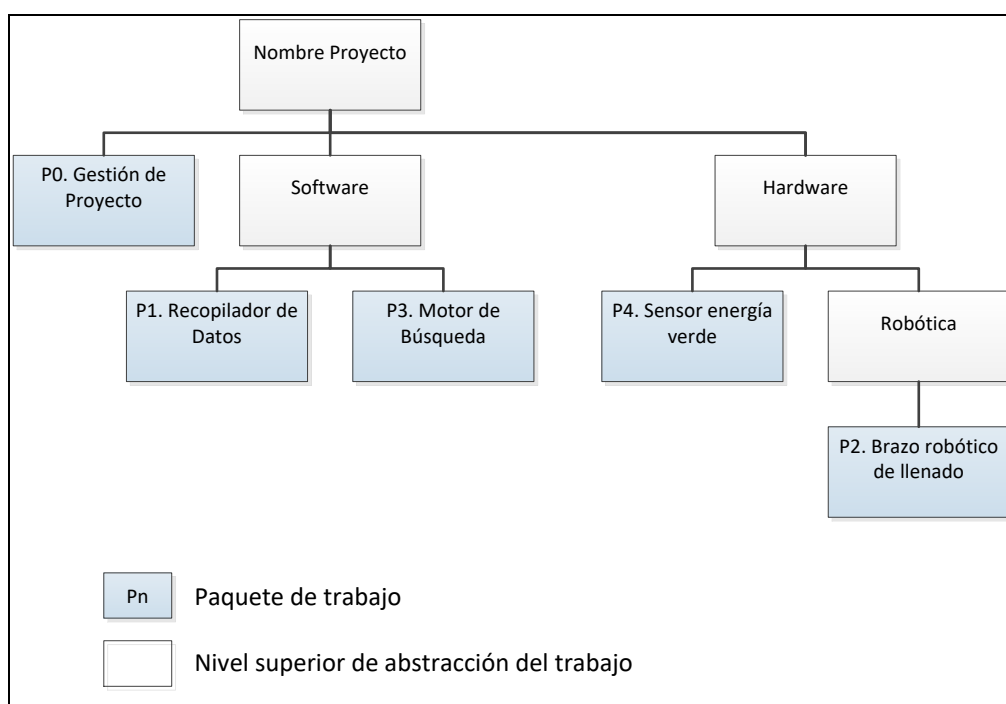 Nombre Proyecto
P0. Gestión de
Proyecto
Software
Hardware
P1. Recopilador de
Datos
P3. Motor de
Búsqueda
P4. Sensor energía
verde
Robótica
P2. Brazo robótico
de llenado
Pn
Paquete de trabajo
Nivel superior de abstracción del trabajo